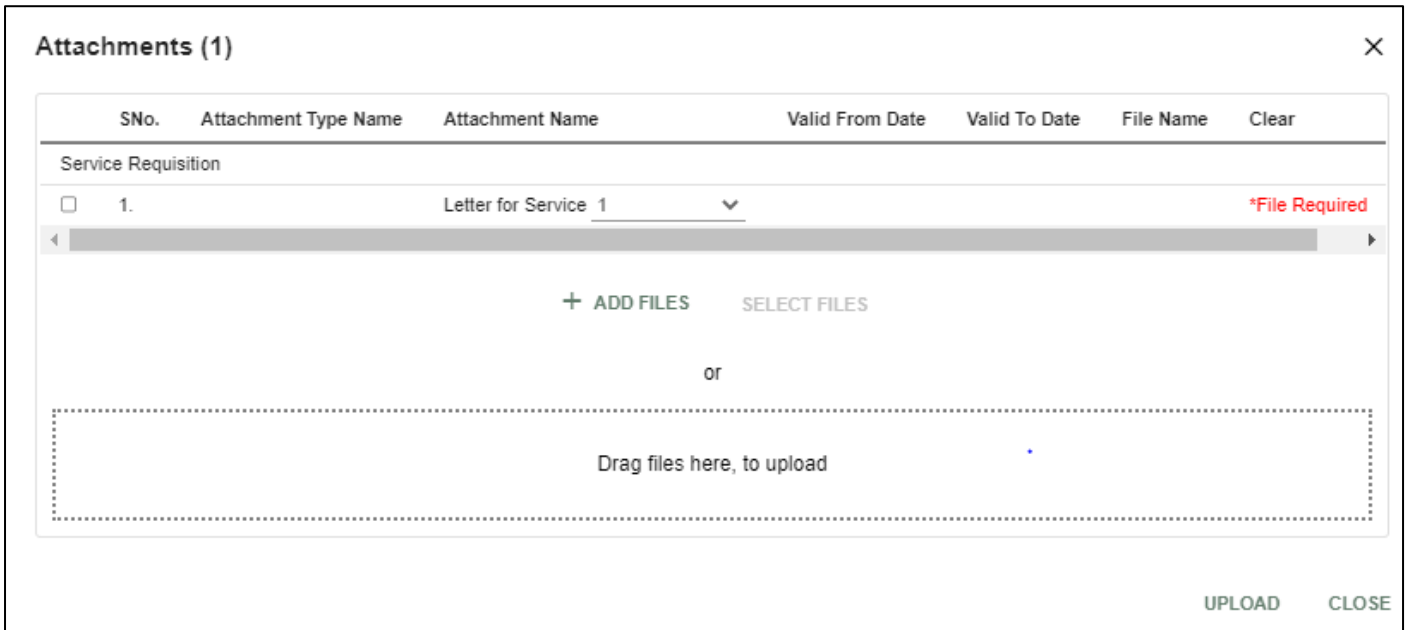 Attachments (1)
SNo. Attachment Type Name Attachment Name Valid From Date Valid To Date File Name Clear
Service Requisition
1. Letter for Service 1 *File Required
+ ADD FILES SELECT FILES
or
Drag files here, to upload
UPLOAD CLOSE